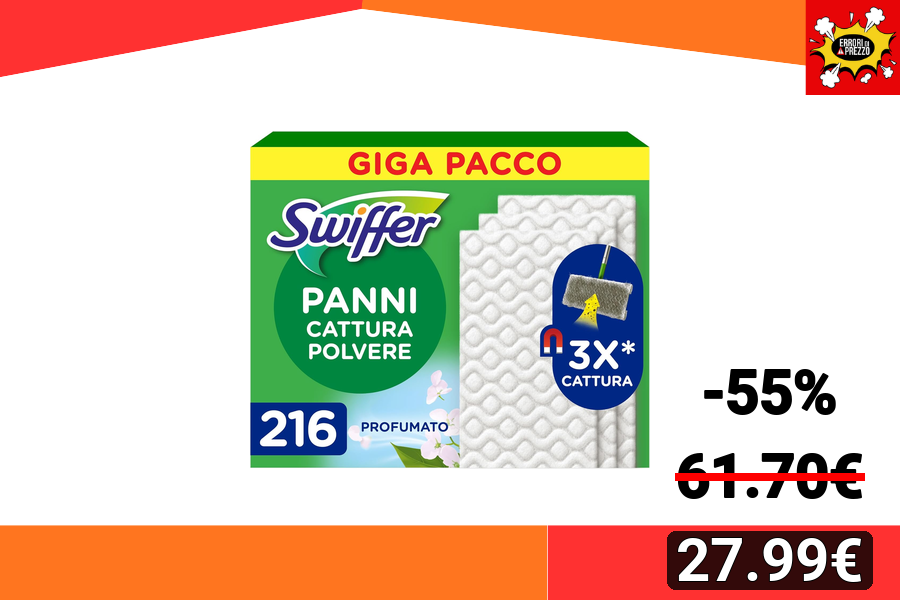 ERRORI DI
PREZZO
GIGA PACCO
Swiffer
PANNI
CATTURA
POLVERE
3X*
CATTURA
216
PROFUMATO
-55%
61.70€
27.99€